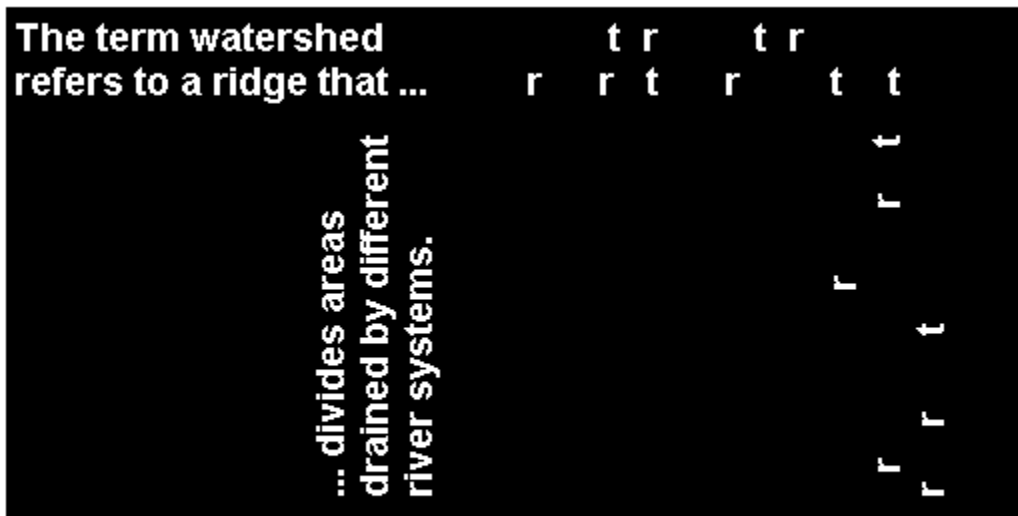 The term watershed
refers to a ridge that ...
... divides areas
drained by different
river systems.
t r t r
r r t r t t
r
r t r
r r t